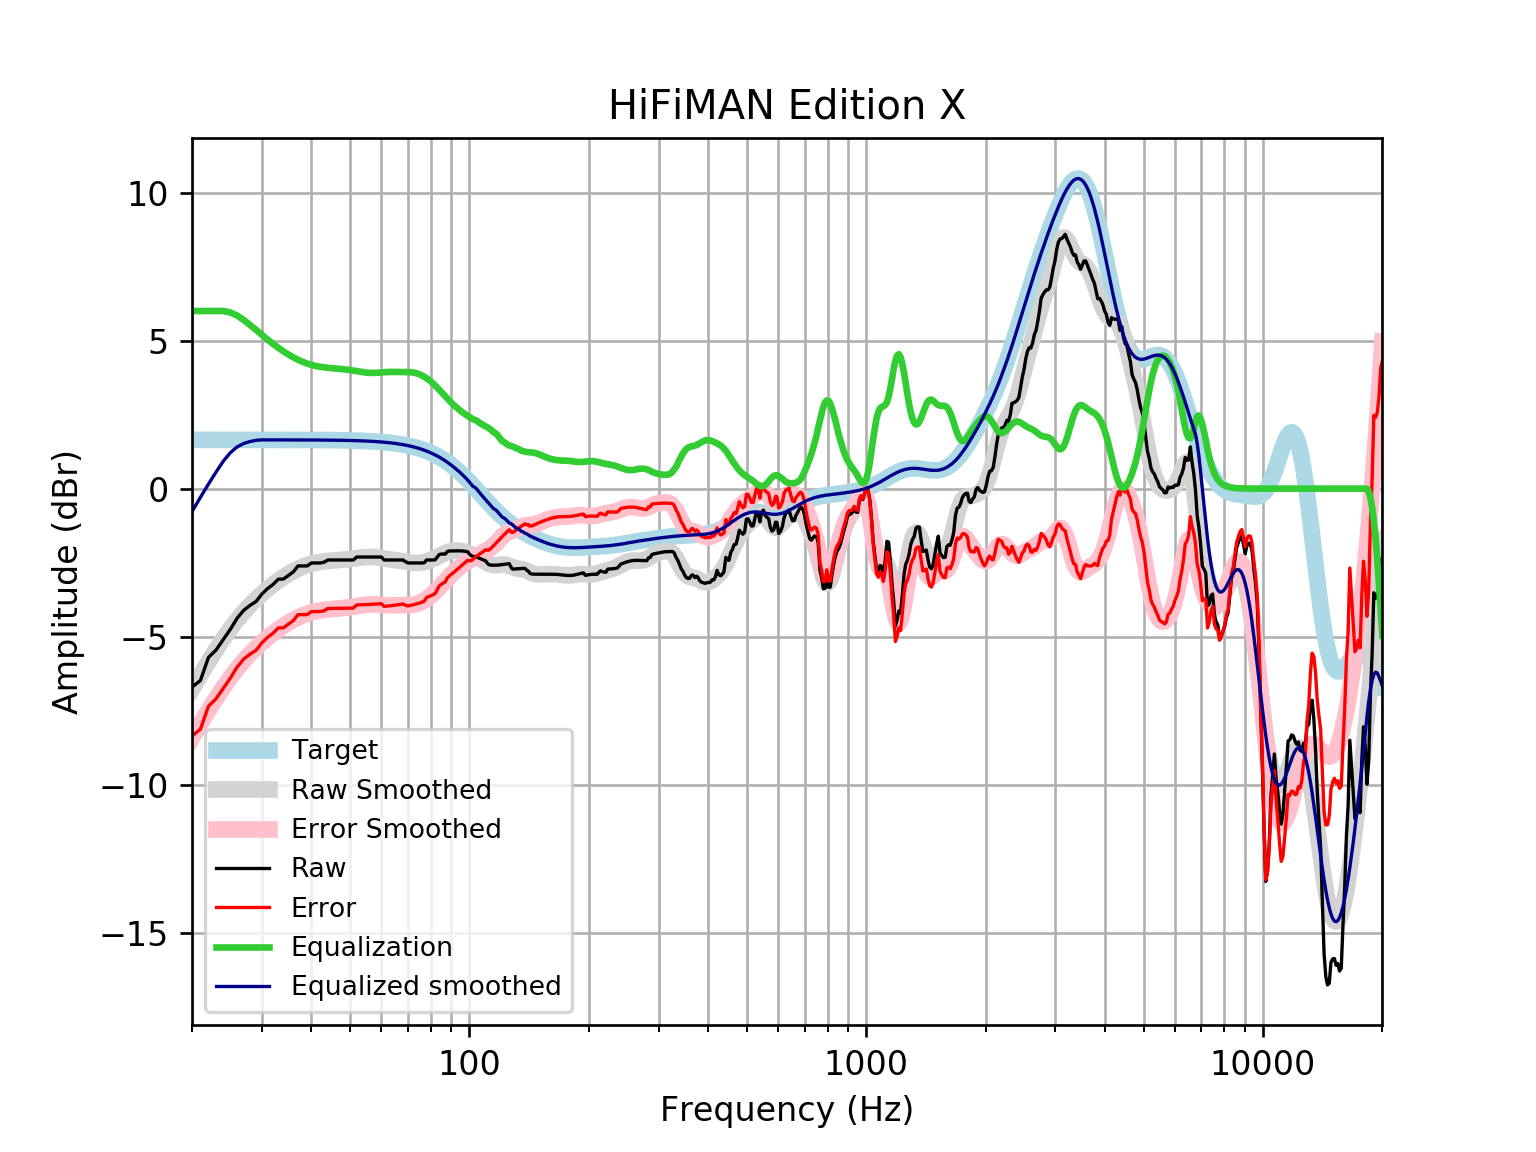 HiFiMAN Edition X
Amplitude (dBr)
10
5
0
−5
−10
−15
Target
Raw Smoothed
Error Smoothed
Raw
Error
Equalization
Equalized smoothed
100
1000
10000
Frequency (Hz)